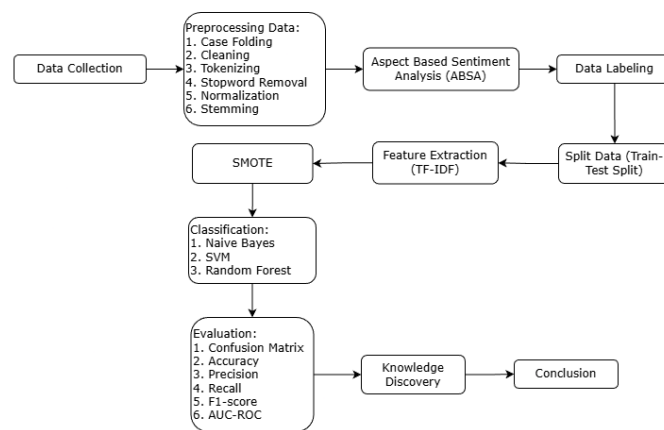 Data Collection
Preprocessing Data:
1. Case Folding
2. Cleaning
3. Tokenizing
4. Stopword Removal
5. Normalization
6. Stemming
Aspect Based Sentiment
Analysis (ABSA)
Data Labeling
Split Data (Train-
Test Split)
Feature Extraction
(TF-IDF)
SMOTE
Classification:
1. Naive Bayes
2. SVM
3. Random Forest
Evaluation:
1. Confusion Matrix
2. Accuracy
3. Precision
4. Recall
5. F1-score
6. AUC-ROC
Knowledge
Discovery
Conclusion